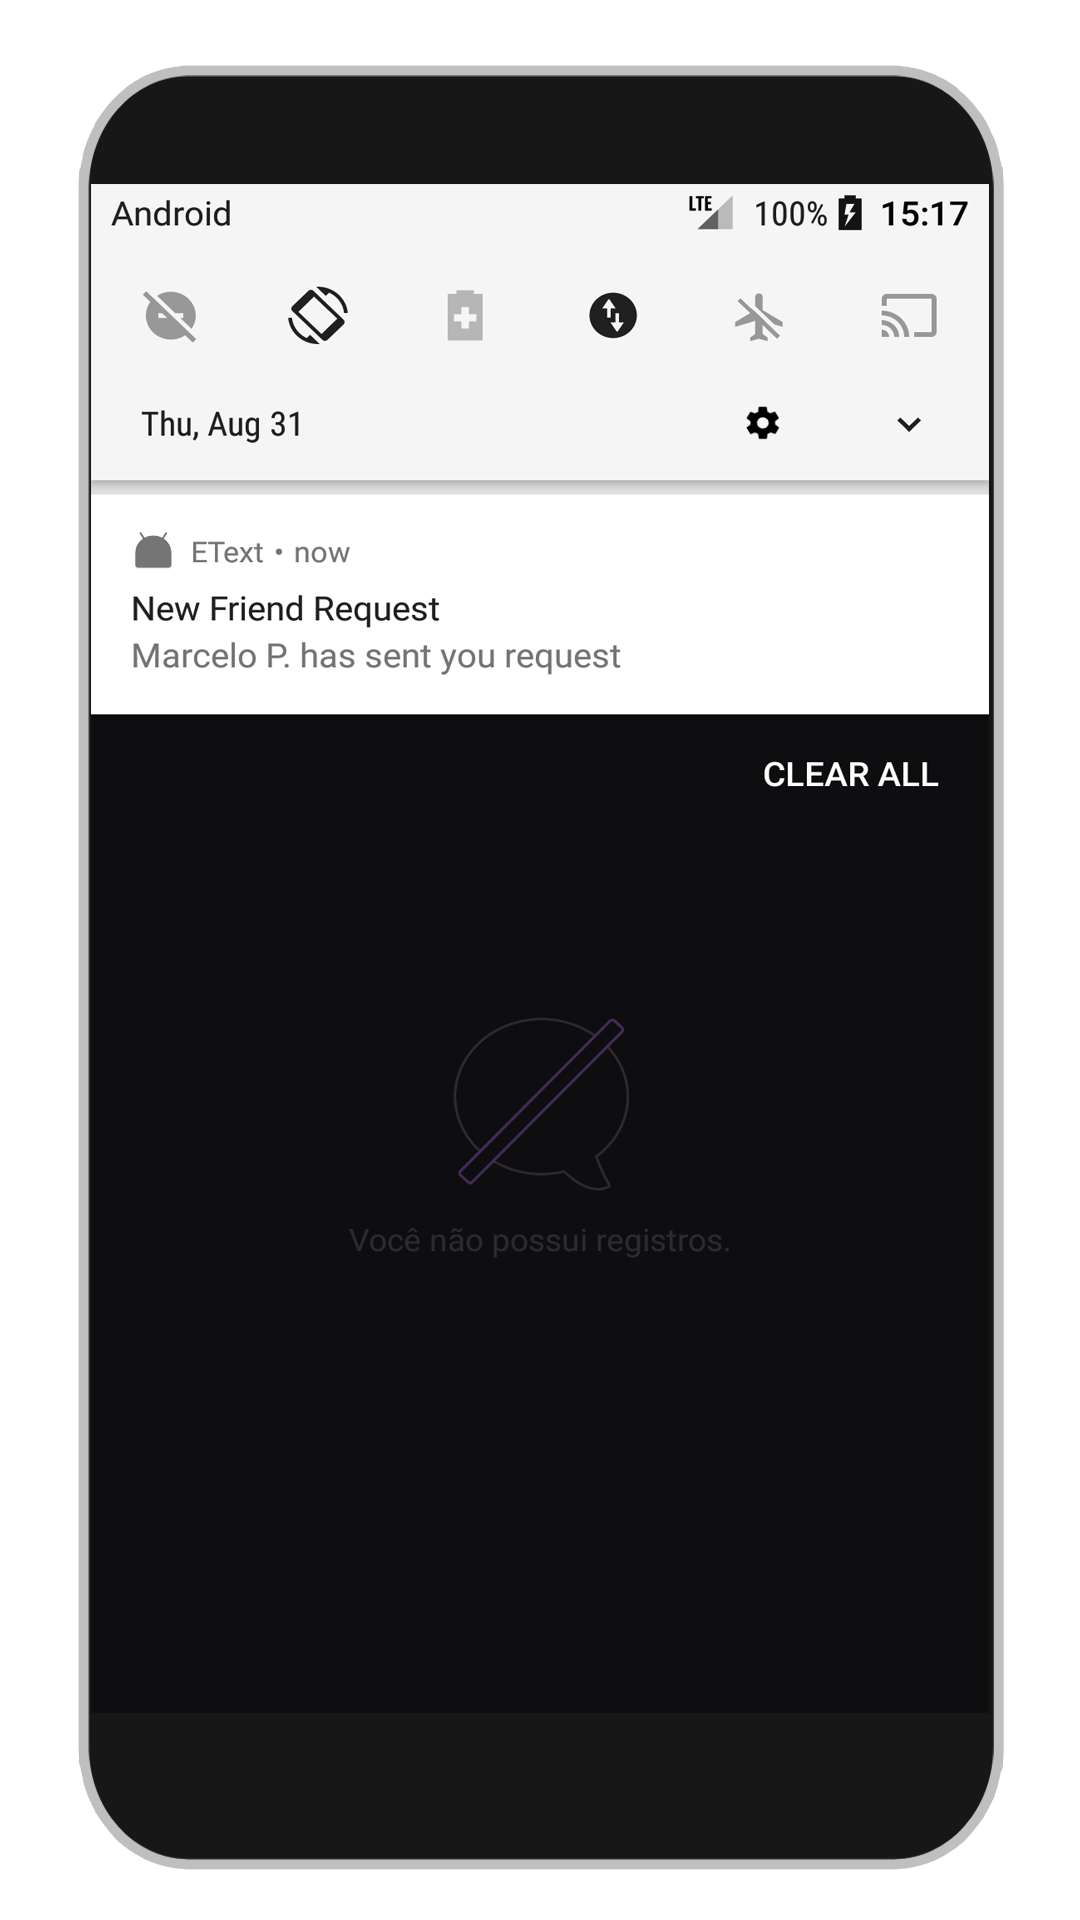 Android LTE 100% 15:17
Thu, Aug 31
EText • now
New Friend Request
Marcelo P. has sent you request
CLEAR ALL
Você não possui registros.